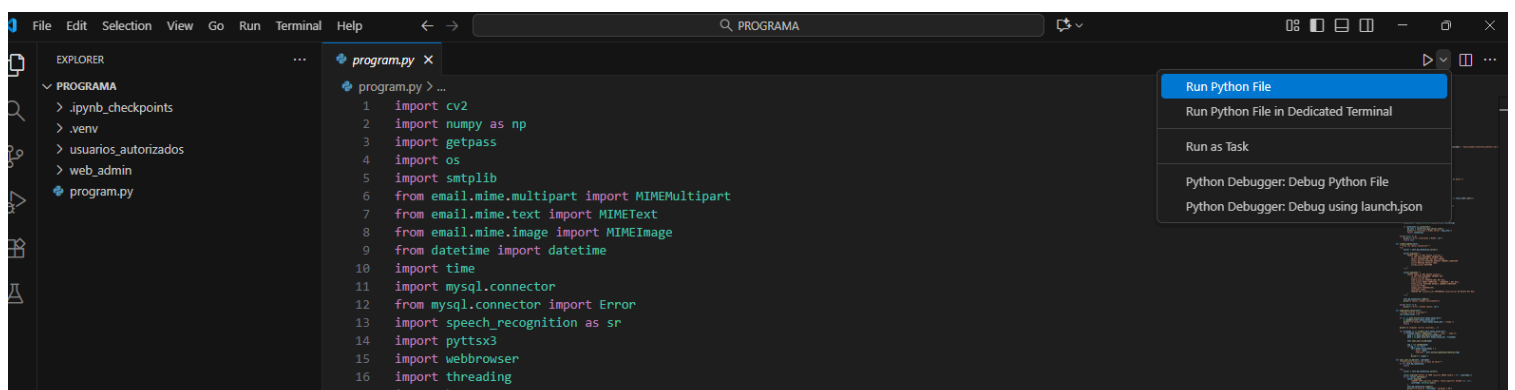 File Edit Selection View Go Run Terminal Help PROGRAMA
EXPLORER
PROGRAMA
.ipynb_checkpoints
.venv
usuarios_autorizados
web_admin
program.py
program.py
program.py > ...
1 import cv2
2 import numpy as np
3 import getpass
4 import os
5 import smtplib
6 from email.mime.multipart import MIMEMultipart
7 from email.mime.text import MIMEText
8 from email.mime.image import MIMEImage
9 from datetime import datetime
10 import time
11 import mysql.connector
12 from mysql.connector import Error
13 import speech_recognition as sr
14 import pyttsx3
15 import webbrowser
16 import threading
Run Python File
Run Python File in Dedicated Terminal
Run as Task
Python Debugger: Debug Python File
Python Debugger: Debug using launch.json